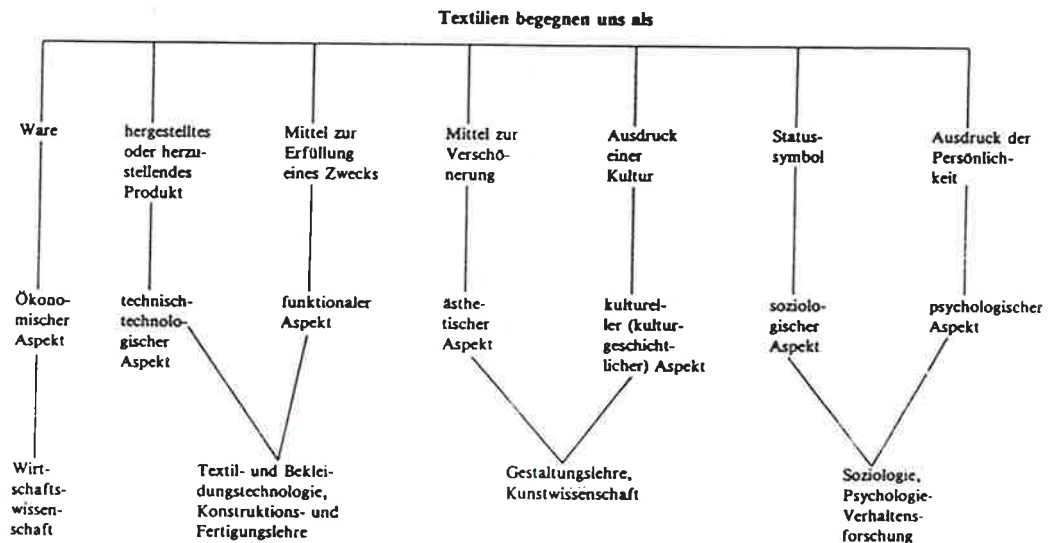 Textilien begegnen uns als
Ware
hergestelltes
oder herzu-
stellendes
Produkt
Mittel zur
Erfüllung
eines Zwecks
Mittel zur
Verschö-
nerung
Ausdruck
einer
Kultur
Status-
symbol
Ausdruck der
Persönlich-
keit
Ökono-
mischer
Aspekt
technisch-
technolo-
gischer
Aspekt
funktionaler
Aspekt
ästhe-
tischer
Aspekt
kulturel-
ler (kultur-
geschicht-
licher) Aspekt
soziolo-
gischer
Aspekt
psychologischer
Aspekt
Wirt-
schafts-
wissen-
schaft
Textil- und Beklei-
dungstechnologie,
Konstruktions- und
Fertigungslehre
Gestaltungslehre,
Kunstwissenschaft
Soziologie,
Psychologie-
Verhaltens-
forschung